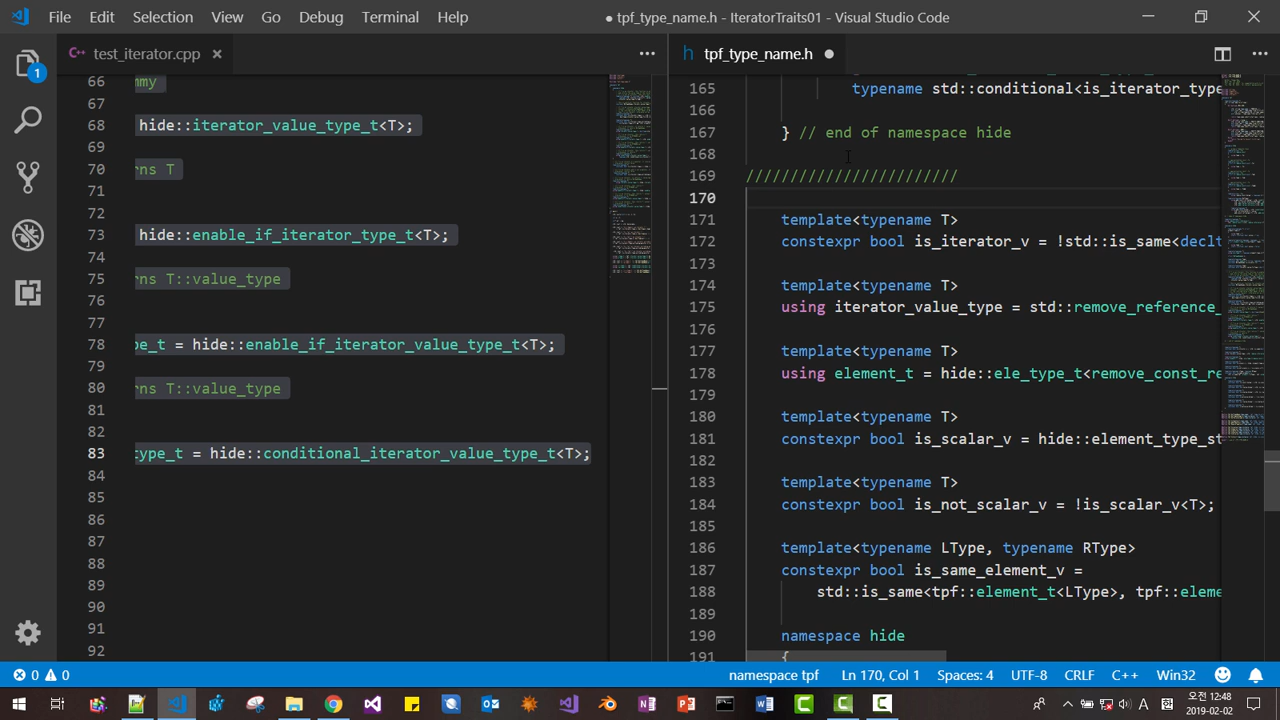 File Edit Selection View Go Debug Terminal Help
● tpf_type_name.h - IteratorTraits01 - Visual Studio Code
test_iterator.cpp
tpf_type_name.h
1
66 mmy
67
68 hide::iterator_value_type_t<T>;
69
70 rns T
71
72
73 hide::enable_if_iterator_type_t<T>;
74
75 rns T::value_type
76
77
78 pe_t = hide::enable_if_iterator_value_type_t<T>;
79
80 rns T::value_type
81
82
83 type_t = hide::conditional_iterator_value_type_t<T>;
84
85
86
87
88
89
90
91
92
165 typename std::conditional<is_iterator_type
166
167 } // end of namespace hide
168
169 ////////////////////////
170
171 template<typename T>
172 constexpr bool is_iterator_v = std::is_same<declt
173
174 template<typename T>
175 using iterator_value_type = std::remove_reference_
176
177 template<typename T>
178 using element_t = hide::ele_type_t<remove_const_re
179
180 template<typename T>
181 constexpr bool is_scalar_v = hide::element_type_st
182
183 template<typename T>
184 constexpr bool is_not_scalar_v = !is_scalar_v<T>;
185
186 template<typename LType, typename RType>
187 constexpr bool is_same_element_v =
188 std::is_same<tpf::element_t<LType>, tpf::eleme
189
190 namespace hide
191 {
0 0 namespace tpf Ln 170, Col 1 Spaces: 4 UTF-8 CRLF C++ Win32
오전 12:48
2019-02-02